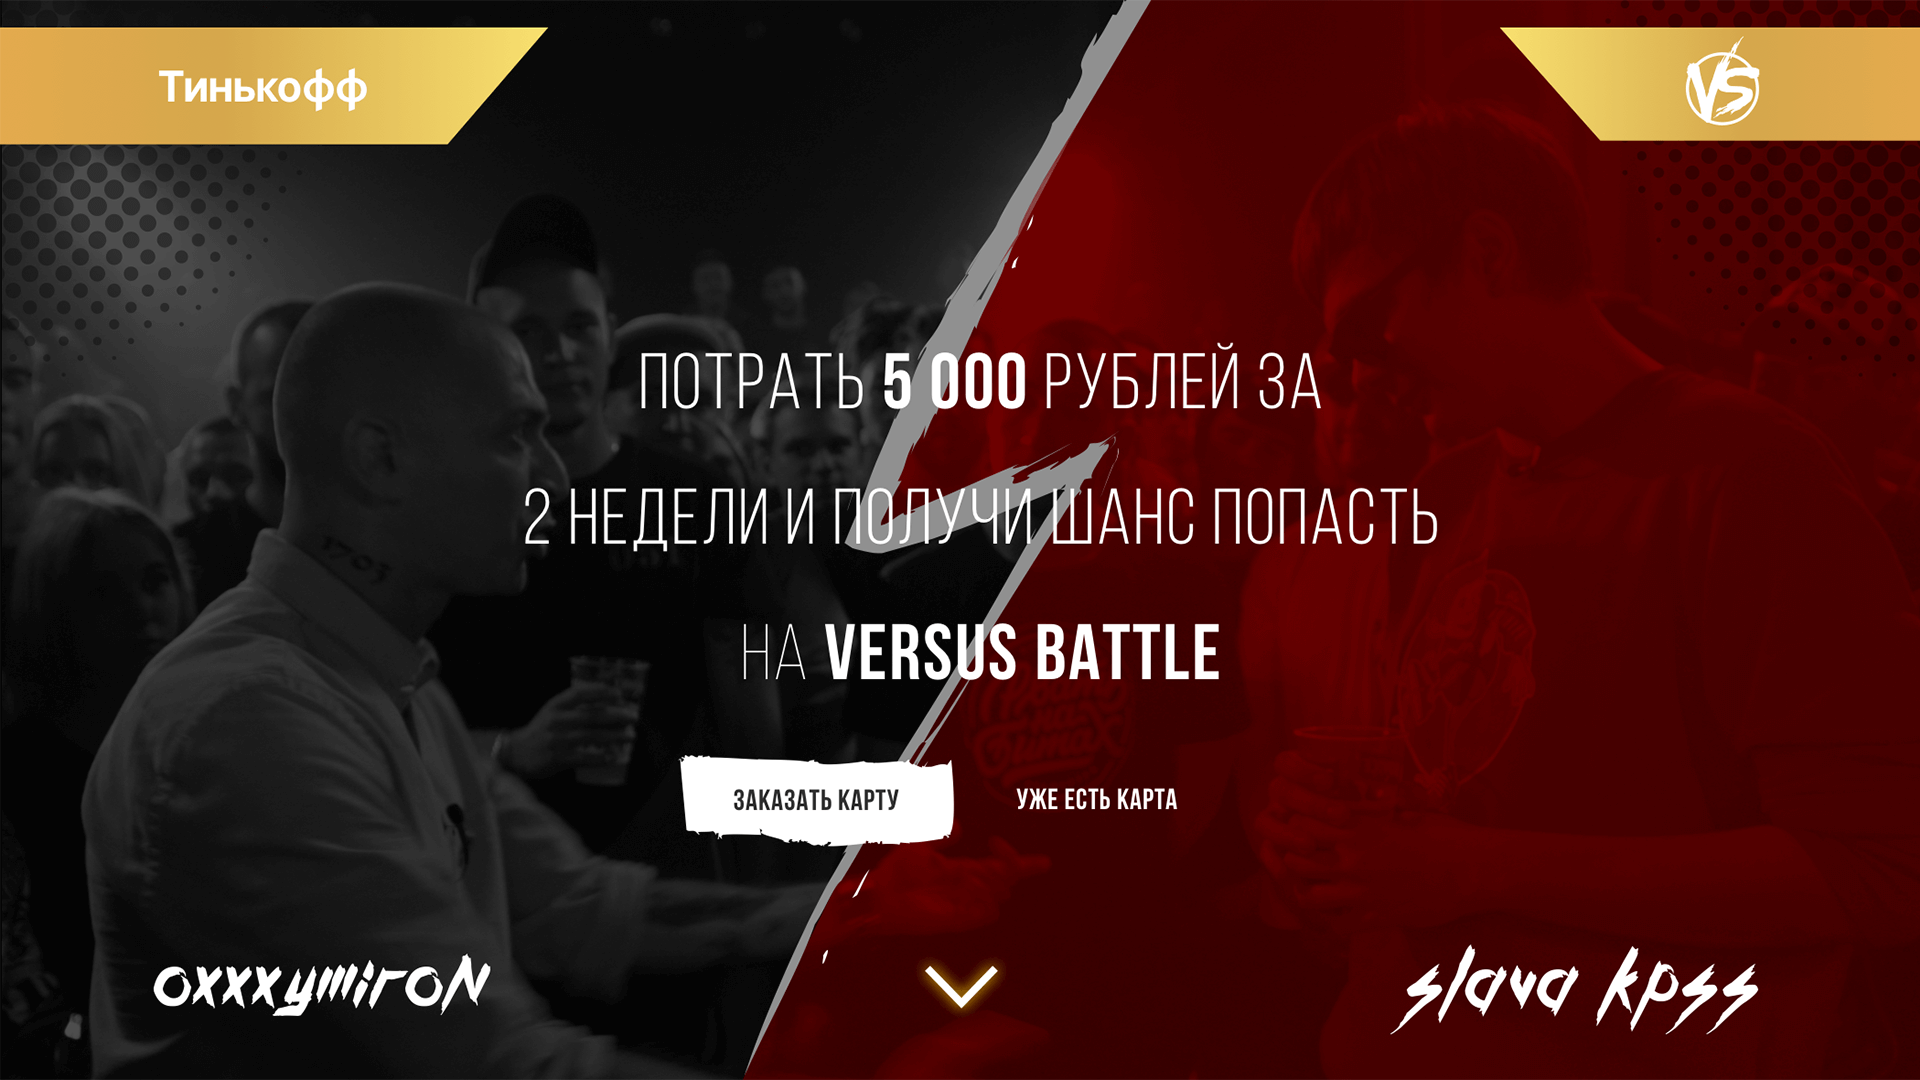 Тинькофф
VS
ПОТРАТЬ 5 000 РУБЛЕЙ ЗА
2 НЕДЕЛИ И ПОЛУЧИ ШАНС ПОПАСТЬ
НА VERSUS BATTLE
ЗАКАЗАТЬ КАРТУ
УЖЕ ЕСТЬ КАРТА
oxxxymiroN
slava kpss
1703